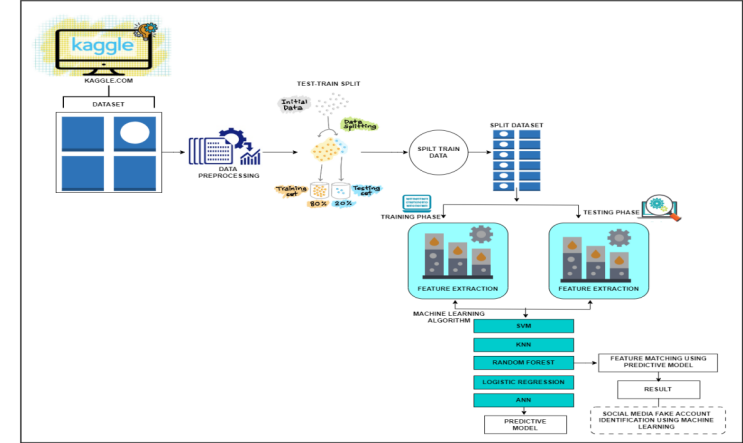 kaggle
KAGGLE.COM
DATASET
DATA
PREPROCESSING
TEST-TRAIN SPLIT
Initial
Data
Data
Splitting
Training
set
Testing
set
80%
20%
SPILT TRAIN
DATA
SPLIT DATASET
TRAINING PHASE
TESTING PHASE
FEATURE EXTRACTION
FEATURE EXTRACTION
MACHINE LEARNING
ALGORITHM
SVM
KNN
RANDOM FOREST
LOGISTIC REGRESSION
ANN
PREDICTIVE
MODEL
FEATURE MATCHING USING
PREDICTIVE MODEL
RESULT
SOCIAL MEDIA FAKE ACCOUNT
IDENTIFICATION USING MACHINE
LEARNING